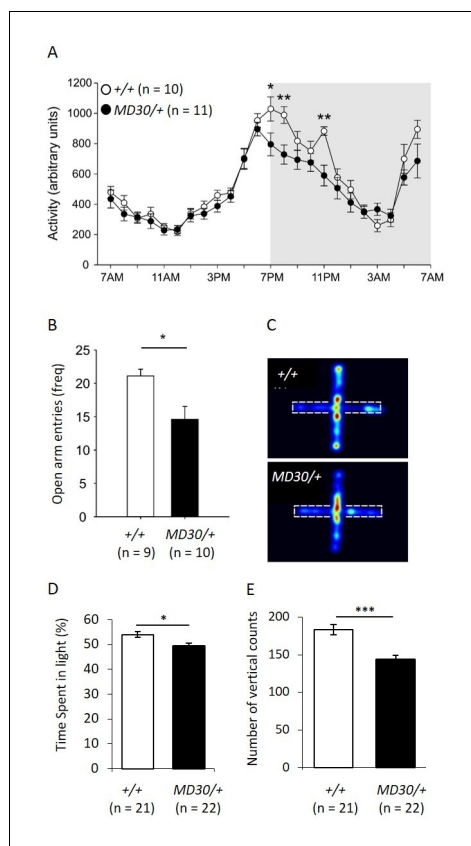 A
Activity (arbitrary units)
1200
1000
800
600
400
200
0
+/+ (n = 10)
MD30/+ (n = 11)
*
**
**
7AM 11AM 3PM 7PM 11PM 3AM 7AM
B
Open arm entries (freq)
25
20
15
10
5
0
*
+/+ MD30/+
(n = 9) (n = 10)
C
+/+
MD30/+
D
Time Spent in light (%)
60
50
40
30
20
10
0
*
+/+ MD30/+
(n = 21) (n = 22)
E
Number of vertical counts
200
150
100
50
0
***
+/+ MD30/+
(n = 21) (n = 22)